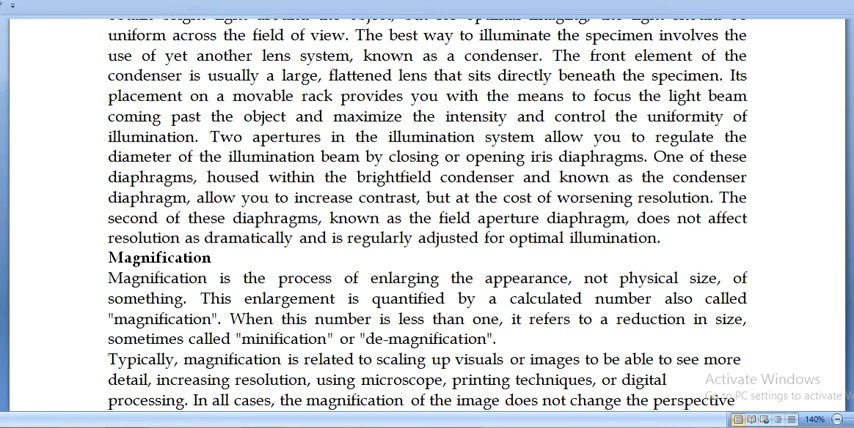 uniform across the field of view. The best way to illuminate the specimen involves the
use of yet another lens system, known as a condenser. The front element of the
condenser is usually a large, flattened lens that sits directly beneath the specimen. Its
placement on a movable rack provides you with the means to focus the light beam
coming past the object and maximize the intensity and control the uniformity of
illumination. Two apertures in the illumination system allow you to regulate the
diameter of the illumination beam by closing or opening iris diaphragms. One of these
diaphragms, housed within the brightfield condenser and known as the condenser
diaphragm, allow you to increase contrast, but at the cost of worsening resolution. The
second of these diaphragms, known as the field aperture diaphragm, does not affect
resolution as dramatically and is regularly adjusted for optimal illumination.
Magnification
Magnification is the process of enlarging the appearance, not physical size, of
something. This enlargement is quantified by a calculated number also called
"magnification". When this number is less than one, it refers to a reduction in size,
sometimes called "minification" or "de-magnification".
Typically, magnification is related to scaling up visuals or images to be able to see more
detail, increasing resolution, using microscope, printing techniques, or digital
processing. In all cases, the magnification of the image does not change the perspective
Activate Windows
Go to PC settings to activate W
140%